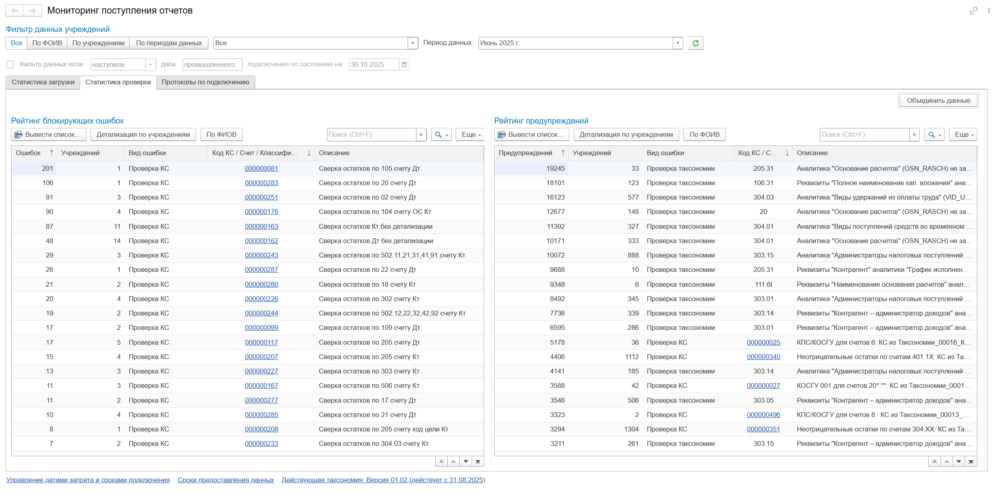 Мониторинг поступления отчетов
Фильтр данных учреждений
Все По ФОИВ По учреждениям По периодам данных Все Период данных: Июнь 2025 г.
Фильтр данных если наступила дата промышленного подключения по состоянию на: 30.10.2025
Статистика загрузки Статистика проверки Протоколы по подключению
Объединить данные
Рейтинг блокирующих ошибок
Вывести список... Детализация по учреждениям По ФИОВ Поиск (Ctrl+F) × Еще
Ошибок ↑ Учреждений Вид ошибки Код КС / Счет / Классифи... ↓ Описание
201 1 Проверка КС 000000081 Сверка остатков по 105 счету Дт
106 1 Проверка КС 000000283 Сверка остатков по 20 счету Дт
91 3 Проверка КС 000000251 Сверка остатков по 02 счету Дт
90 4 Проверка КС 000000176 Сверка остатков по 104 счету ОС Кт
87 11 Проверка КС 000000163 Сверка остатков Кт без детализации
48 14 Проверка КС 000000162 Сверка остатков Дт без детализации
29 3 Проверка КС 000000243 Сверка остатков по 502.11,21,31,41,91 счету Кт
26 1 Проверка КС 000000287 Сверка остатков по 22 счету Дт
21 2 Проверка КС 000000280 Сверка остатков по 18 счету Кт
20 4 Проверка КС 000000226 Сверка остатков по 302 счету Кт
19 2 Проверка КС 000000244 Сверка остатков по 502.12,22,32,42,92 счету Кт
17 2 Проверка КС 000000099 Сверка остатков по 109 счету Дт
17 5 Проверка КС 000000117 Сверка остатков по 205 счету Дт
15 4 Проверка КС 000000207 Сверка остатков по 205 счету Кт
13 3 Проверка КС 000000227 Сверка остатков по 303 счету Кт
11 3 Проверка КС 000000167 Сверка остатков по 506 счету Кт
11 2 Проверка КС 000000277 Сверка остатков по 17 счету Дт
10 4 Проверка КС 000000285 Сверка остатков по 21 счету Дт
8 1 Проверка КС 000000208 Сверка остатков по 205 счету код цели Кт
7 2 Проверка КС 000000233 Сверка остатков по 304.03 счету Кт
Рейтинг предупреждений
Вывести список... Детализация по учреждениям По ФОИВ Поиск (Ctrl+F) × Еще
Предупреждений ↑ Учреждений Вид ошибки Код КС / С... ↓ Описание
19245 33 Проверка таксономии 205.31 Аналитика "Основание расчетов" (OSN_RASCH) не за...
18101 123 Проверка таксономии 106.31 Реквизиты "Полное наименование кап. вложения" ана...
16123 577 Проверка таксономии 304.03 Аналитика "Виды удержаний из оплаты труда" (VID_U...
12677 148 Проверка таксономии 20 Аналитика "Основание расчетов" (OSN_RASCH) не за...
11392 327 Проверка таксономии 304.01 Аналитика "Виды поступлений средств во временном ...
10171 333 Проверка таксономии 304.01 Аналитика "Основание расчетов" (OSN_RASCH) не за...
10072 888 Проверка таксономии 303.15 Аналитика "Администраторы налоговых поступлений ...
9688 10 Проверка таксономии 205.31 Реквизиты "Контрагент" аналитики "График исполнен...
9348 6 Проверка таксономии 111.6I Реквизиты "Наименование основания расчетов" анал...
8492 345 Проверка таксономии 303.01 Аналитика "Администраторы налоговых поступлений ...
7736 339 Проверка таксономии 303.14 Реквизиты "Контрагент – администратор доходов" ана...
6595 286 Проверка таксономии 303.01 Реквизиты "Контрагент – администратор доходов" ана...
5178 36 Проверка КС 000000025 КПС/КОСГУ для счетов 6: КС из Таксономии_00016_К...
4406 1112 Проверка КС 000000340 Неотрицательные остатки по счетам 401.1Х: КС из Та...
4141 185 Проверка таксономии 303.14 Аналитика "Администраторы налоговых поступлений ...
3588 42 Проверка КС 000000027 КОСГУ 001 для счетов 20*.**: КС из Таксономии_0001...
3546 506 Проверка таксономии 303.05 Реквизиты "Контрагент – администратор доходов" ана...
3323 2 Проверка КС 000000496 КПС/КОСГУ для счетов 8 : КС из Таксономии_00013_...
3294 1304 Проверка КС 000000351 Неотрицательные остатки по счетам 304.ХХ: КС из Та...
3211 261 Проверка таксономии 303.15 Реквизиты "Контрагент – администратор доходов" ана...
Управление датами запрета и сроками подключения Сроки предоставления данных Действующая таксономия: Версия 01.02 (действует с 31.08.2025)